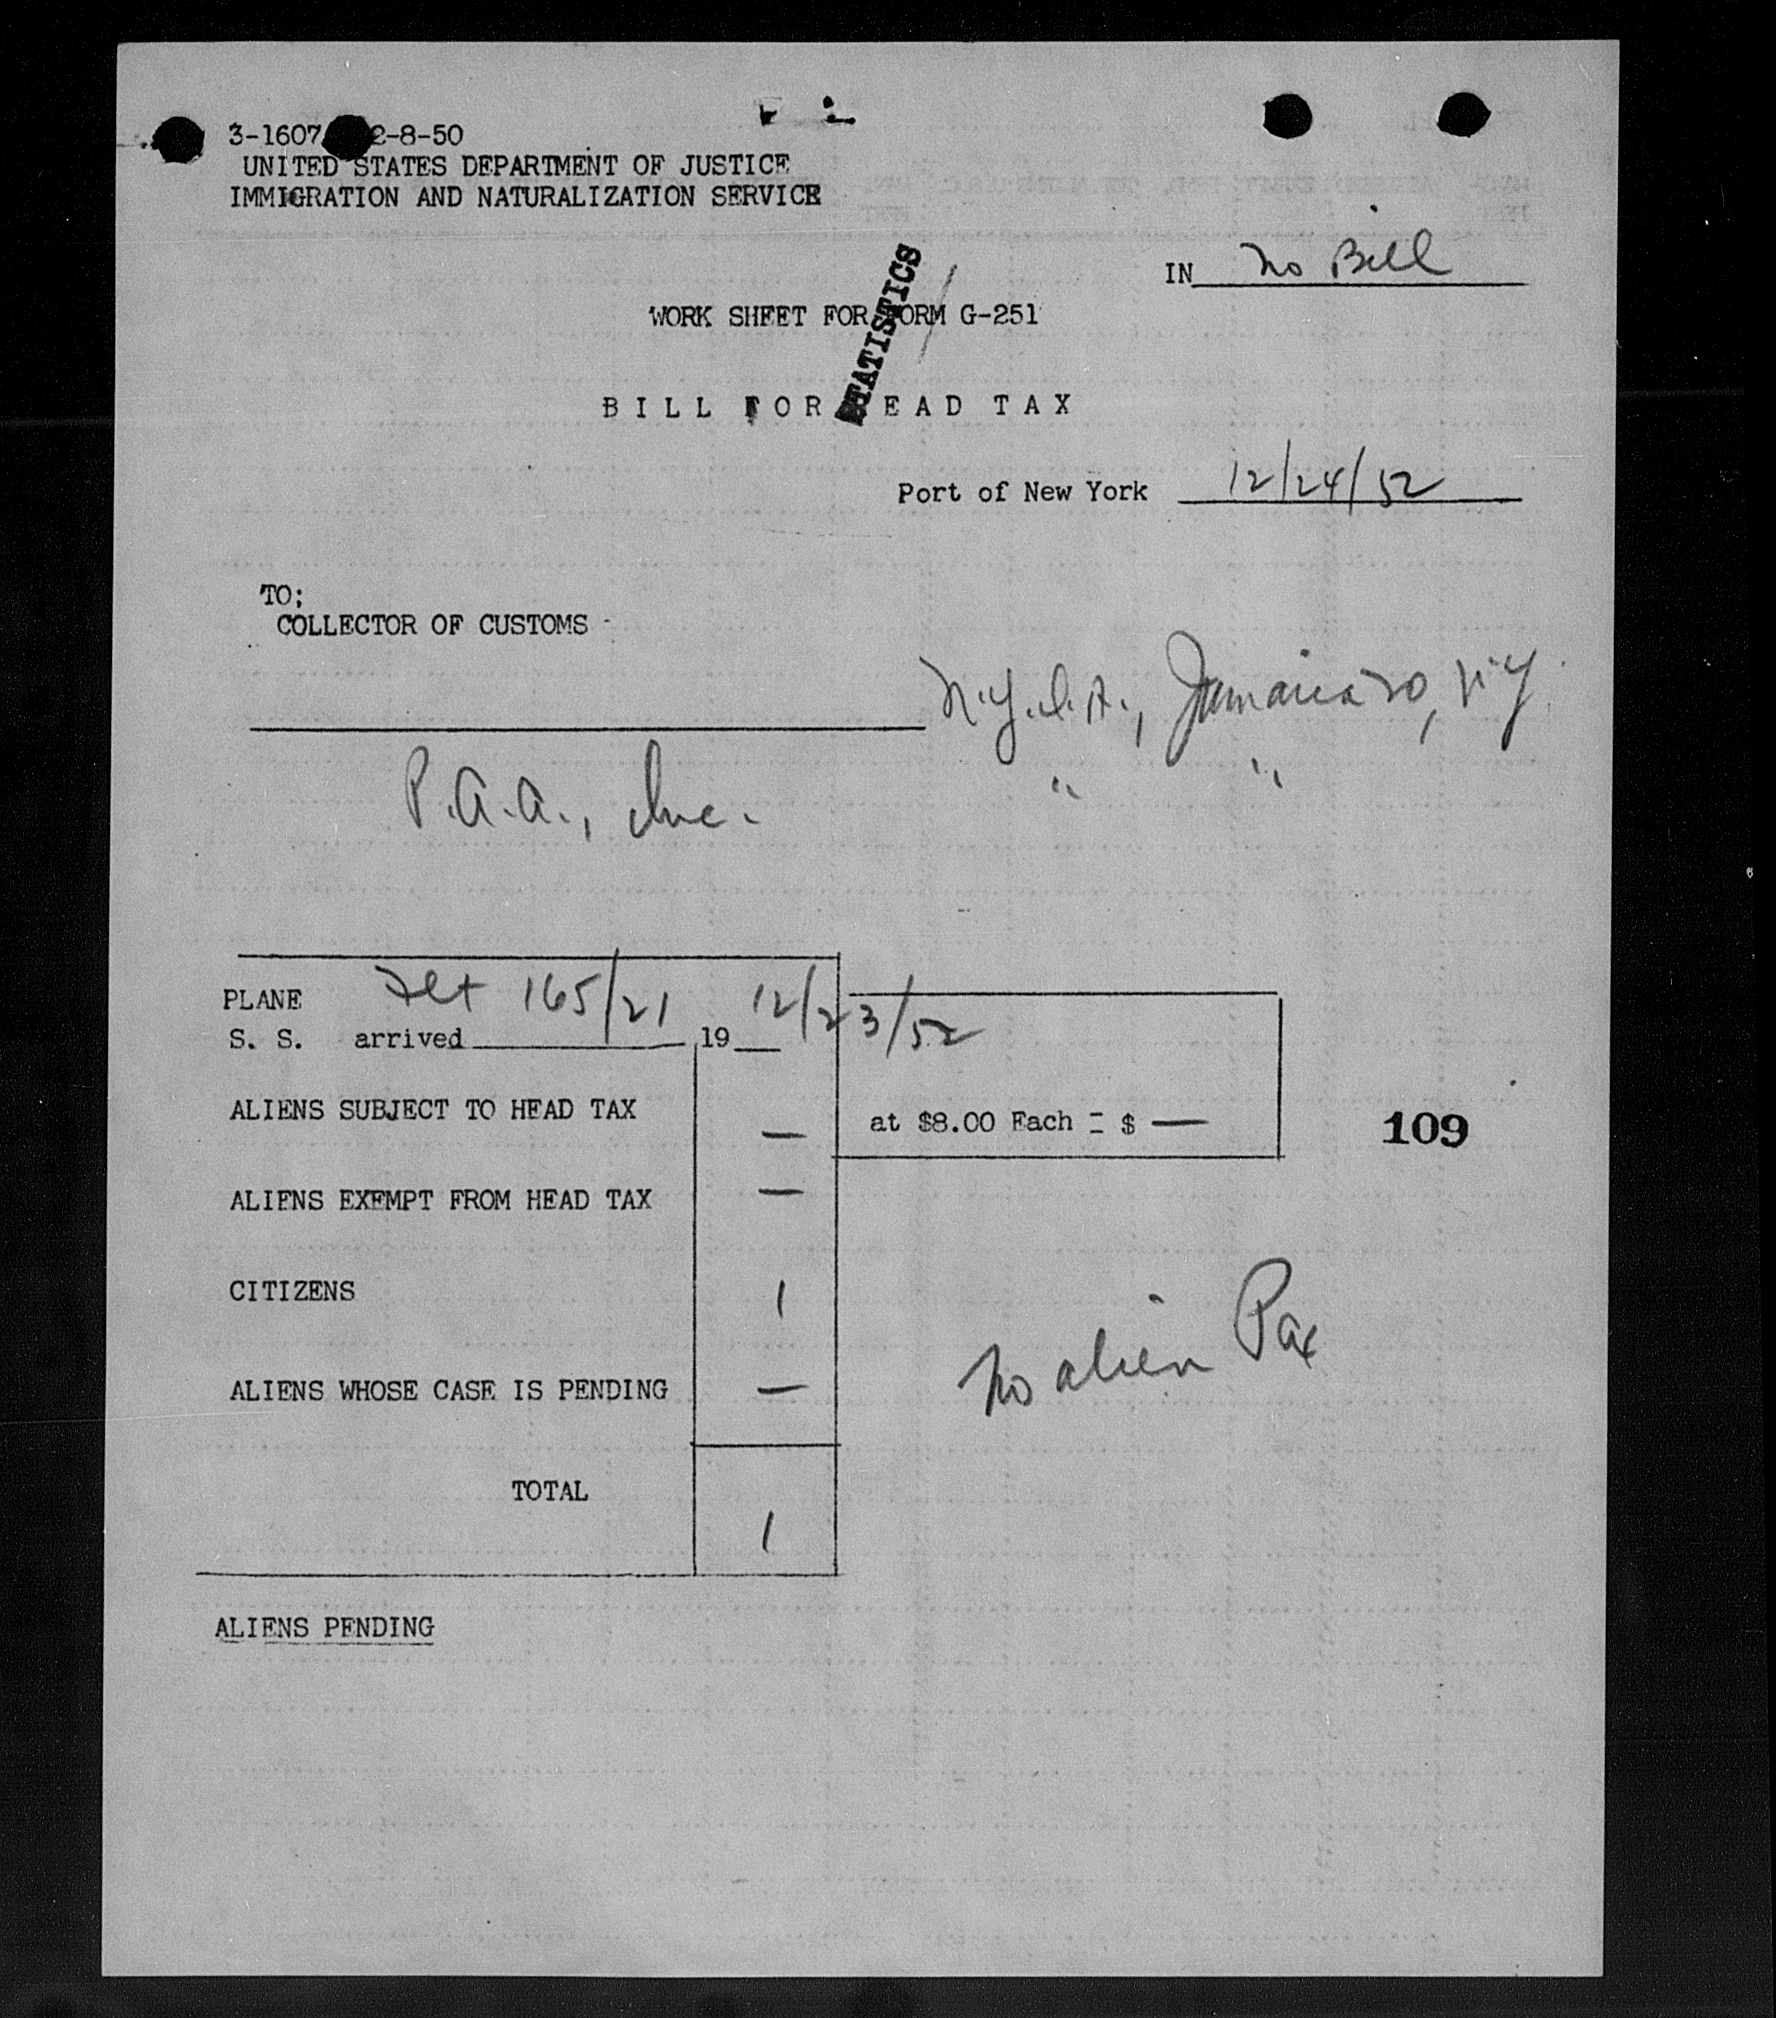 3-1607 2-8-50
UNITED STATES DEPARTMENT OF JUSTICE
IMMIGRATION AND NATURALIZATION SERVICE
IN No Bill
WORK SHEET FOR FORM G-251
STATISTICS
BILL FOR HEAD TAX
Port of New York 12/24/52
TO;
COLLECTOR OF CUSTOMS
N.Y.I.A., Jamaica 30, N.Y.
P.A.A., Inc. " "
PLANE Flt 165/21 12/23/52
S. S. arrived 19
ALIENS SUBJECT TO HEAD TAX — at $8.00 Each = $ —
109
ALIENS EXEMPT FROM HEAD TAX —
CITIZENS 1
No alien Pax
ALIENS WHOSE CASE IS PENDING —
TOTAL
1
ALIENS PENDING